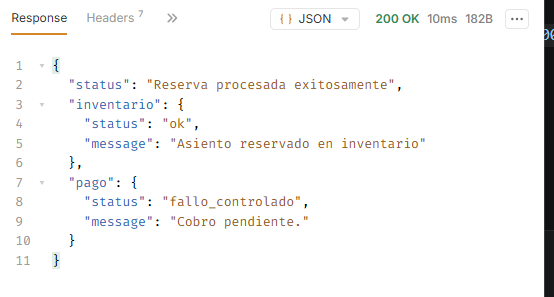 Response Headers 7 { } JSON 200 OK 10ms 182B
1 {
2 "status": "Reserva procesada exitosamente",
3 "inventario": {
4 "status": "ok",
5 "message": "Asiento reservado en inventario"
6 },
7 "pago": {
8 "status": "fallo_controlado",
9 "message": "Cobro pendiente."
10 }
11 }